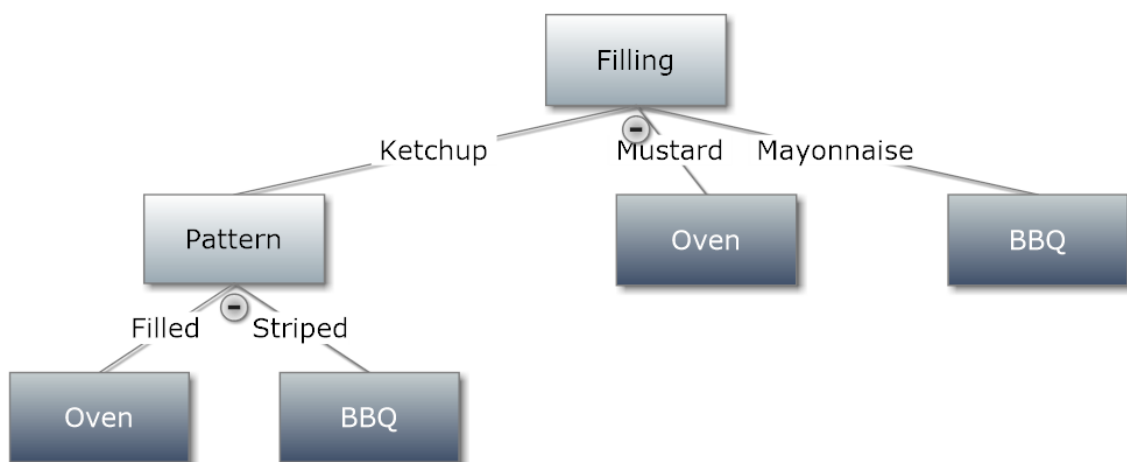 Filling
Ketchup
Mustard
Mayonnaise
Pattern
Oven
BBQ
Filled
Striped
Oven
BBQ